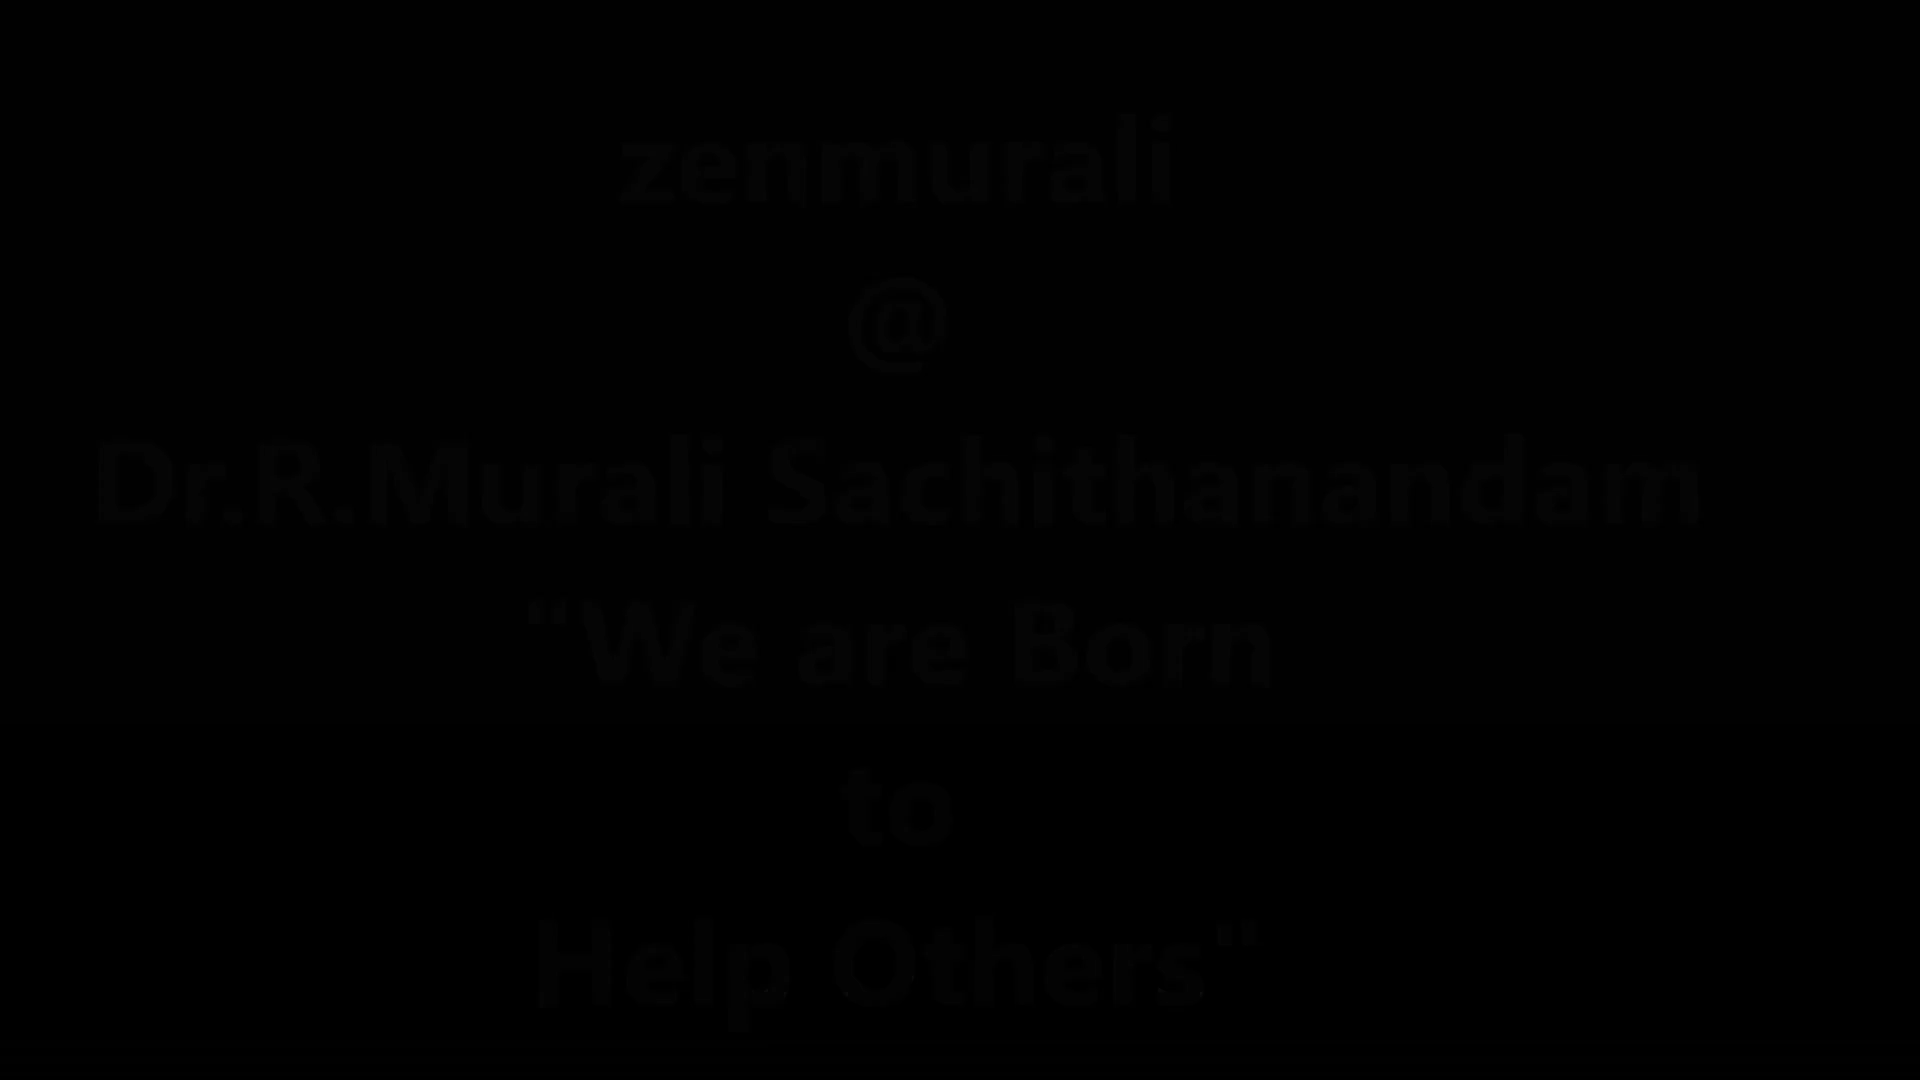 zenmurali
@
Dr.R.Murali Sachithanandam
"We are Born
to
Help Others"